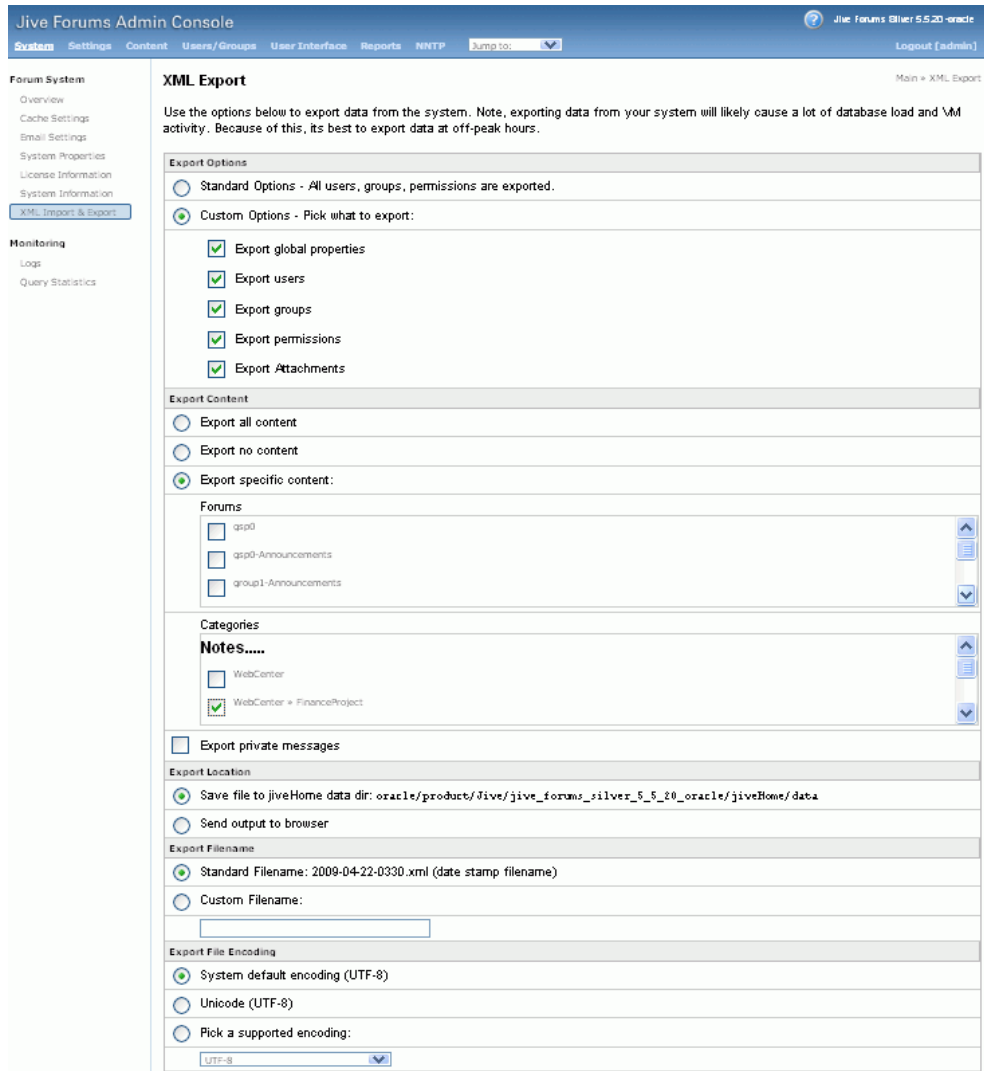 Jive Forums Admin Console
Jive Forums Silver 5.5.20-oracle
System Settings Content Users/Groups User Interface Reports NNTP Jump to:
Logout [admin]
Forum System
Overview
Cache Settings
Email Settings
System Properties
License Information
System Information
XML Import & Export
Monitoring
Logs
Query Statistics
XML Export
Main » XML Export
Use the options below to export data from the system. Note, exporting data from your system will likely cause a lot of database load and VM
activity. Because of this, its best to export data at off-peak hours.
Export Options
Standard Options - All users, groups, permissions are exported.
Custom Options - Pick what to export:
Export global properties
Export users
Export groups
Export permissions
Export Attachments
Export Content
Export all content
Export no content
Export specific content:
Forums
gsp0
gsp0-Announcements
group1-Announcements
Categories
Notes.....
WebCenter
WebCenter » FinanceProject
Export private messages
Export Location
Save file to jiveHome data dir: oracle/product/Jive/jive_forums_silver_5_5_20_oracle/jiveHome/data
Send output to browser
Export Filename
Standard Filename: 2009-04-22-0330.xml (date stamp filename)
Custom Filename:
Export File Encoding
System default encoding (UTF-8)
Unicode (UTF-8)
Pick a supported encoding:
UTF-8